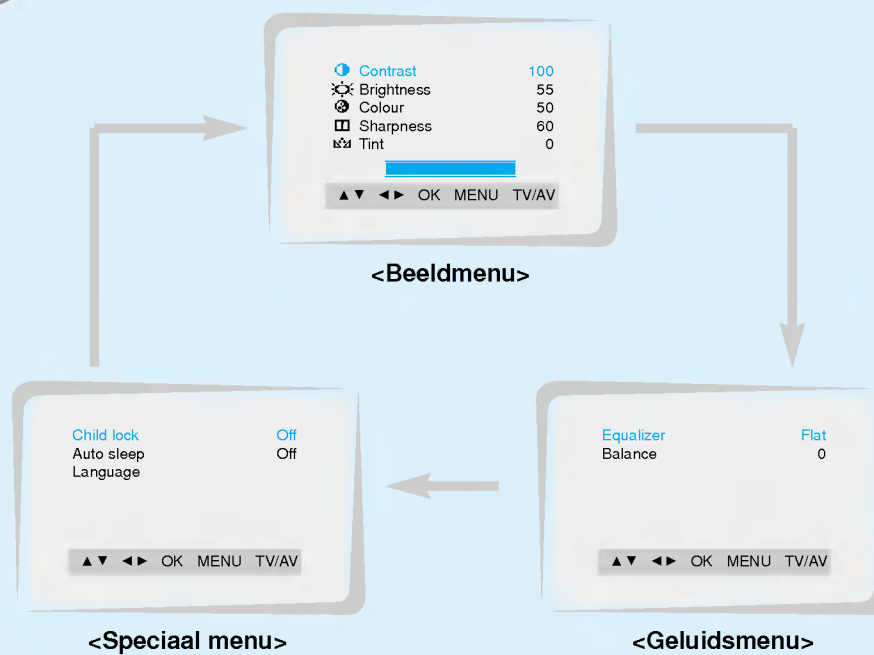 Contrast 100
Brightness 55
Colour 50
Sharpness 60
Tint 0
▲▼ ◄► OK MENU TV/AV
<Beeldmenu>
Child lock Off
Auto sleep Off
Language
▲▼ ◄► OK MENU TV/AV
<Speciaal menu>
Equalizer Flat
Balance 0
▲▼ ◄► OK MENU TV/AV
<Geluidsmenu>